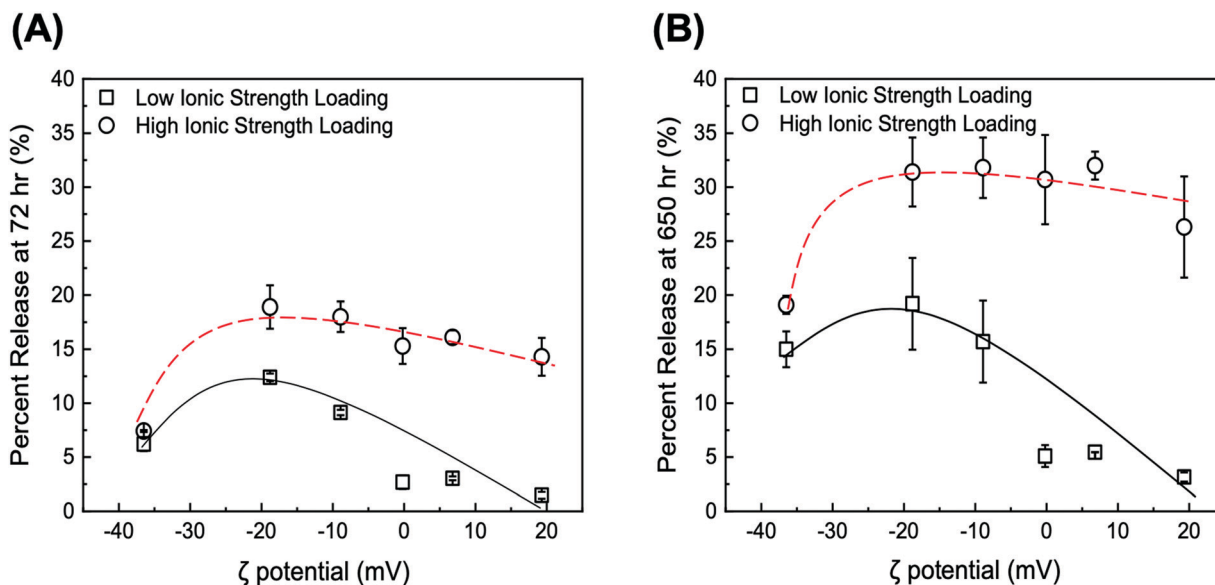 (A)
Percent Release at 72 hr (%)
40
35
30
25
20
15
10
5
0
Low Ionic Strength Loading
High Ionic Strength Loading
-40 -30 -20 -10 0 10 20
ζ potential (mV)
(B)
Percent Release at 650 hr (%)
40
35
30
25
20
15
10
5
0
Low Ionic Strength Loading
High Ionic Strength Loading
-40 -30 -20 -10 0 10 20
ζ potential (mV)